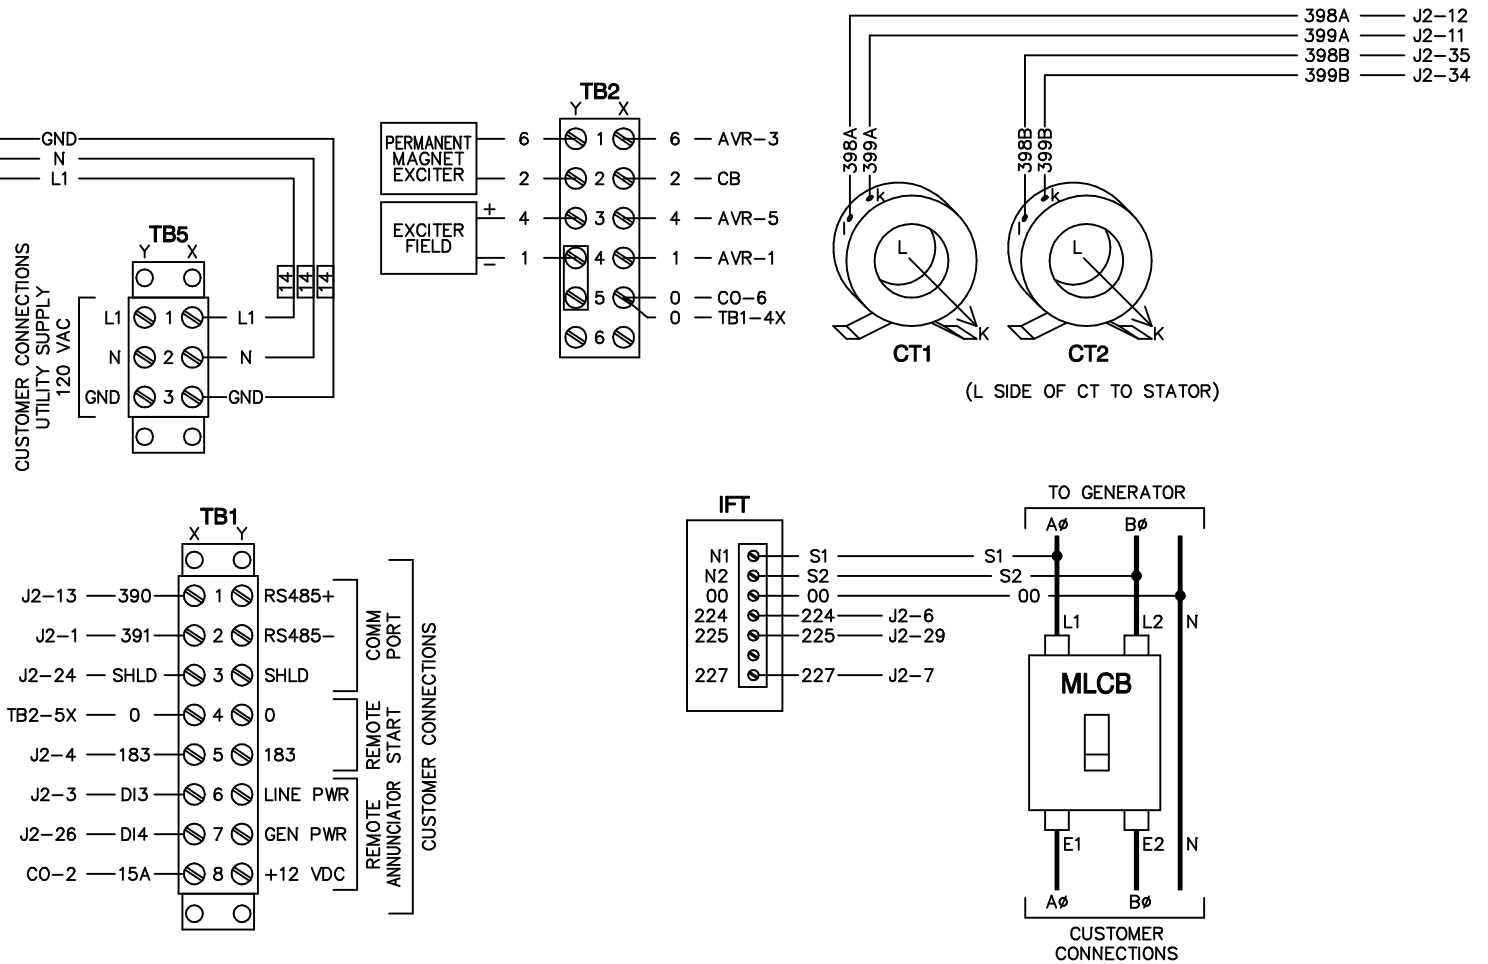 398A J2-12
399A J2-11
398B J2-35
399B J2-34
398A
399A
398B
399B
l
k
L
K
CT1
l
k
L
K
CT2
(L SIDE OF CT TO STATOR)
GND
N
L1
14
14
14
TB5
Y X
CUSTOMER CONNECTIONS
UTILITY SUPPLY
120 VAC
L1 1 L1
N 2 N
GND 3 GND
TB2
Y X
PERMANENT
MAGNET
EXCITER
EXCITER
FIELD
+
-
6 1 6 AVR-3
2 2 2 CB
4 3 4 AVR-5
1 4 1 AVR-1
5 0 CO-6
0 TB1-4X
6
TB1
X Y
J2-13 390 1 RS485+
J2-1 391 2 RS485-
J2-24 SHLD 3 SHLD
TB2-5X 0 4 0
J2-4 183 5 183
J2-3 DI3 6 LINE PWR
J2-26 DI4 7 GEN PWR
CO-2 15A 8 +12 VDC
COMM
PORT
REMOTE
START
REMOTE
ANNUNCIATOR
CUSTOMER CONNECTIONS
IFT
N1 S1 S1
N2 S2 S2
00 00 00
224 224 J2-6
225 225 J2-29
227 227 J2-7
TO GENERATOR
AØ BØ
L1 L2 N
MLCB
E1 E2 N
AØ BØ
CUSTOMER
CONNECTIONS